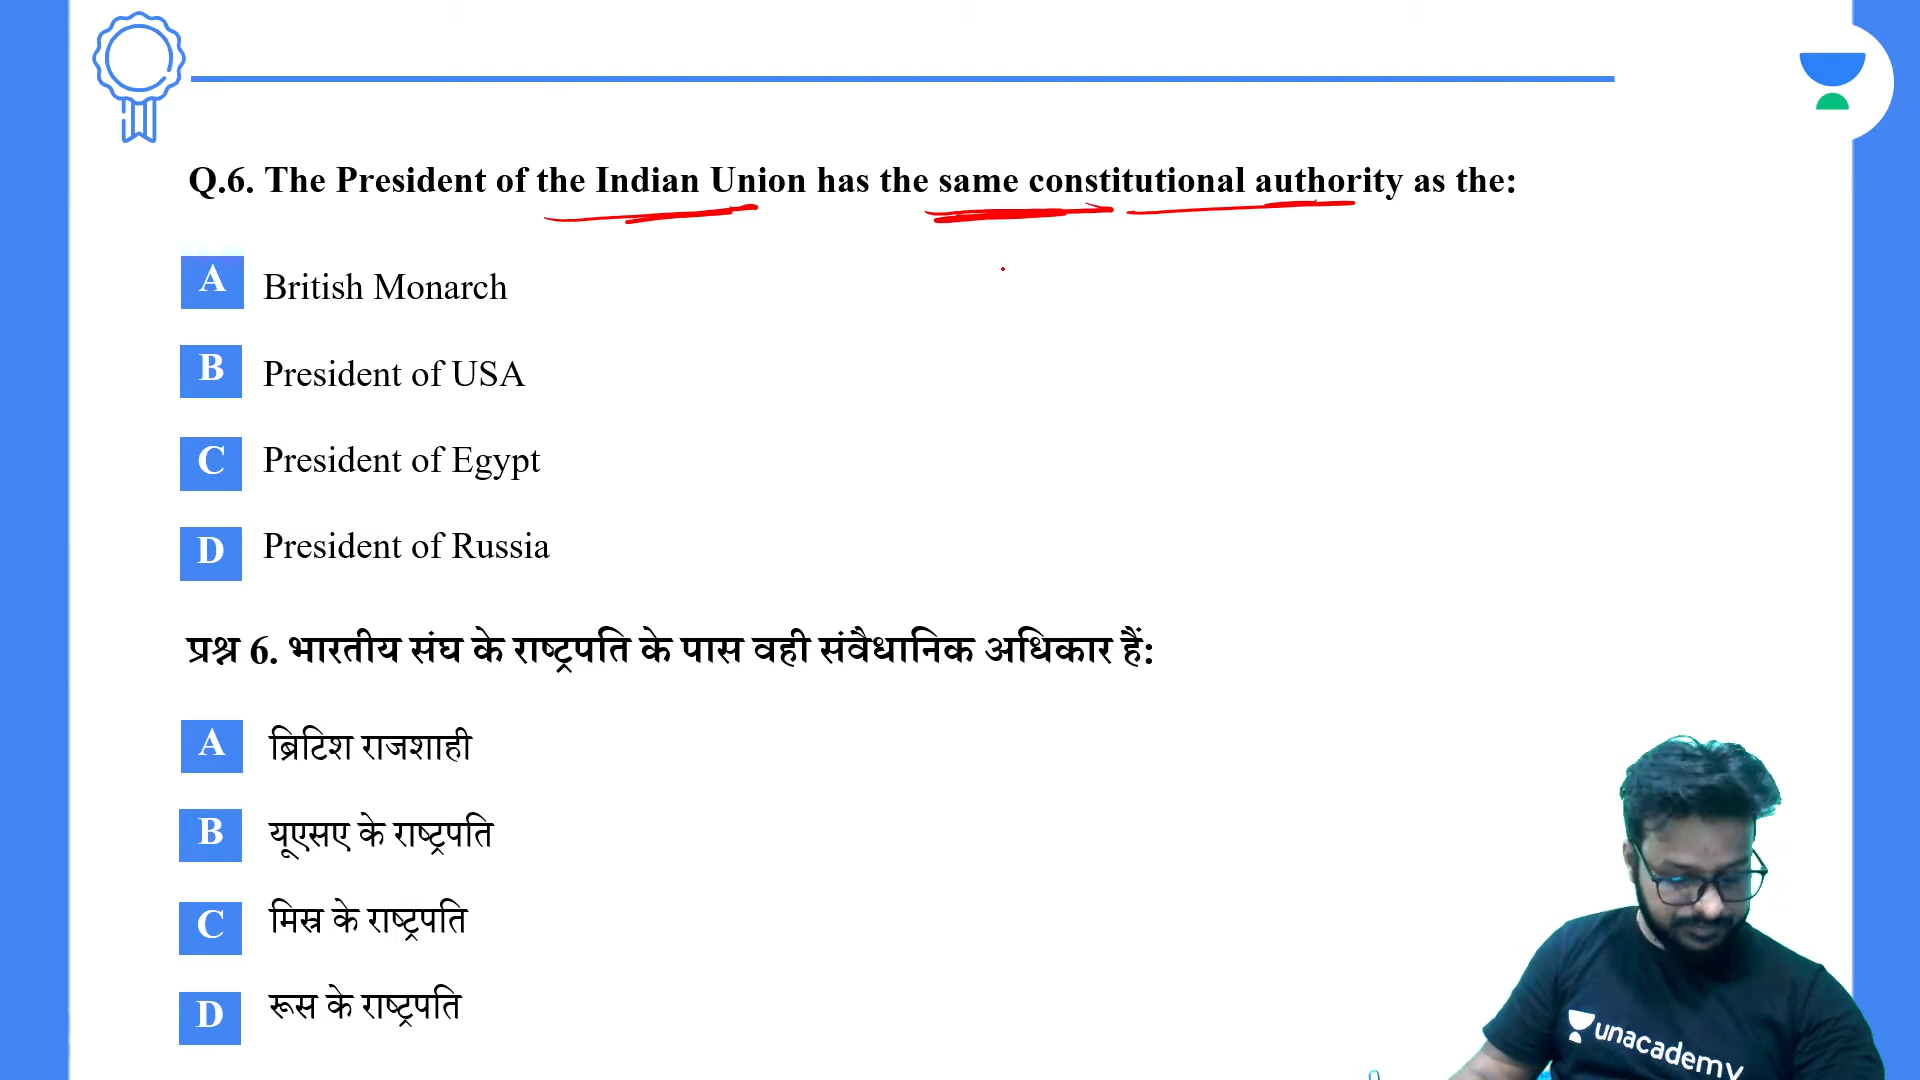 Q.6. The President of the Indian Union has the same constitutional authority as the:
A British Monarch
B President of USA
C President of Egypt
D President of Russia
प्रश्न 6. भारतीय संघ के राष्ट्रपति के पास वही संवैधानिक अधिकार हैं:
A ब्रिटिश राजशाही
B यूएसए के राष्ट्रपति
C मिस्र के राष्ट्रपति
D रूस के राष्ट्रपति
unacademy